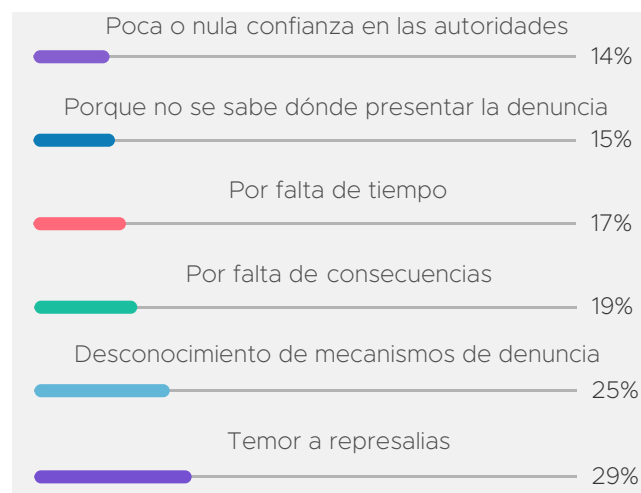 Poca o nula confianza en las autoridades
14%
Porque no se sabe dónde presentar la denuncia
15%
Por falta de tiempo
17%
Por falta de consecuencias
19%
Desconocimiento de mecanismos de denuncia
25%
Temor a represalias
29%